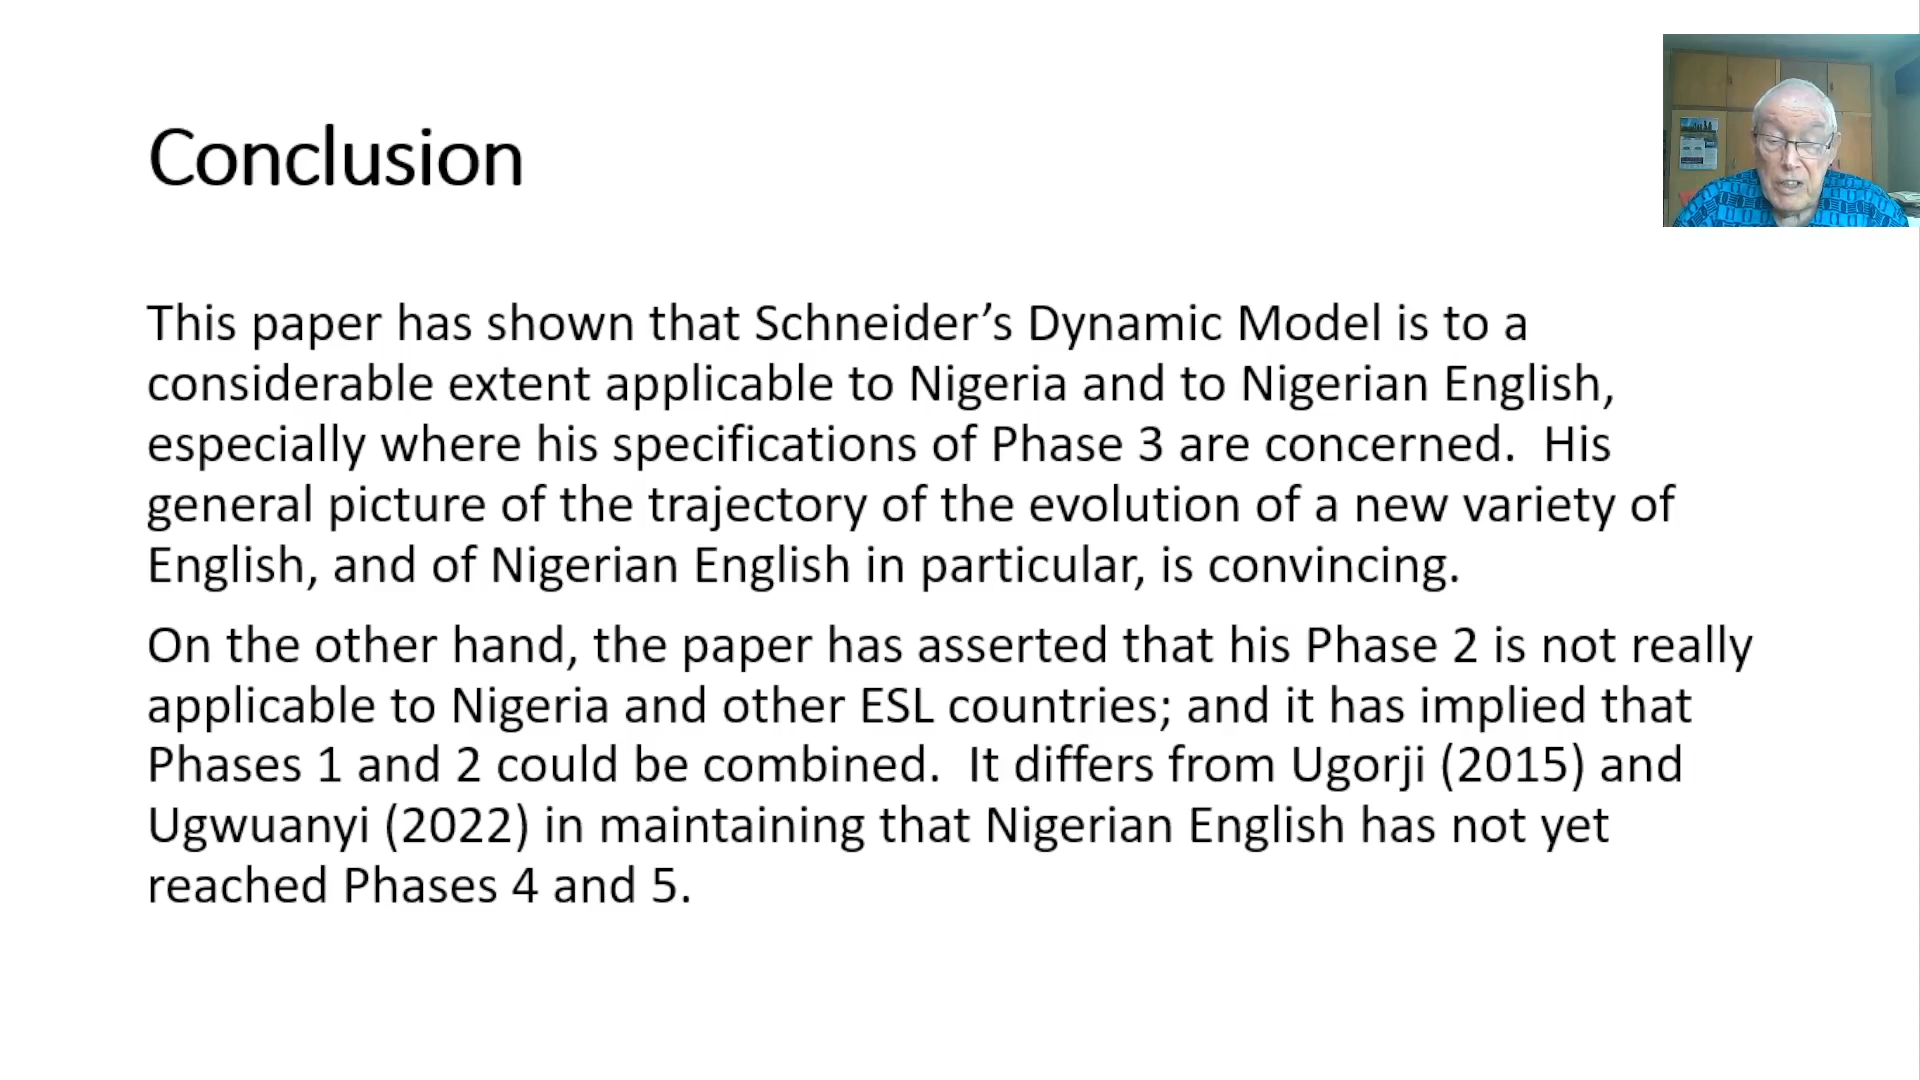 Conclusion
This paper has shown that Schneider’s Dynamic Model is to a
considerable extent applicable to Nigeria and to Nigerian English,
especially where his specifications of Phase 3 are concerned.  His
general picture of the trajectory of the evolution of a new variety of
English, and of Nigerian English in particular, is convincing.
On the other hand, the paper has asserted that his Phase 2 is not really
applicable to Nigeria and other ESL countries; and it has implied that
Phases 1 and 2 could be combined.  It differs from Ugorji (2015) and
Ugwuanyi (2022) in maintaining that Nigerian English has not yet
reached Phases 4 and 5.